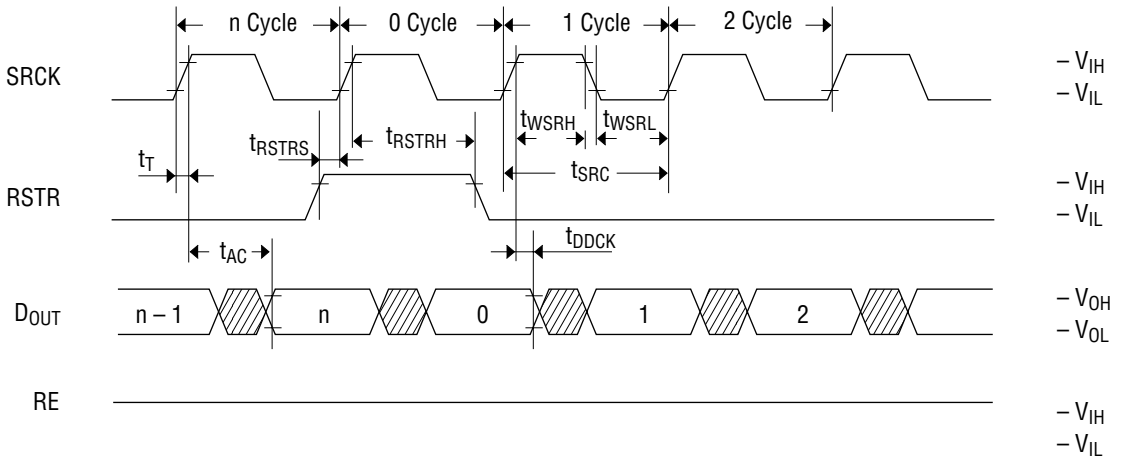 n Cycle 0 Cycle 1 Cycle 2 Cycle
SRCK – VIH
– VIL
tWSRH tWSRL
tRSTRS tRSTRH
tT tSRC
RSTR – VIH
– VIL
tAC tDDCK
DOUT n – 1 n 0 1 2 – VOH
– VOL
RE – VIH
– VIL